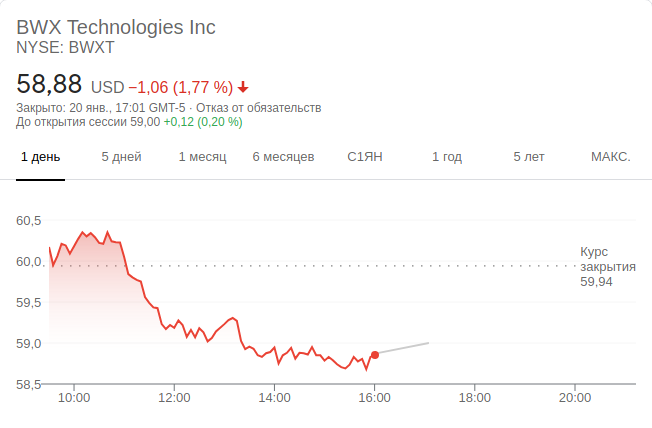 BWX Technologies Inc
NYSE: BWXT
58,88 USD −1,06 (1,77 %)
Закрыто: 20 янв., 17:01 GMT-5 · Отказ от обязательств
До открытия сессии 59,00 +0,12 (0,20 %)
1 день 5 дней 1 месяц 6 месяцев С1ЯН 1 год 5 лет МАКС.
60,5
60,0
59,5
59,0
58,5
Курс
закрытия
59,94
10:00 12:00 14:00 16:00 18:00 20:00